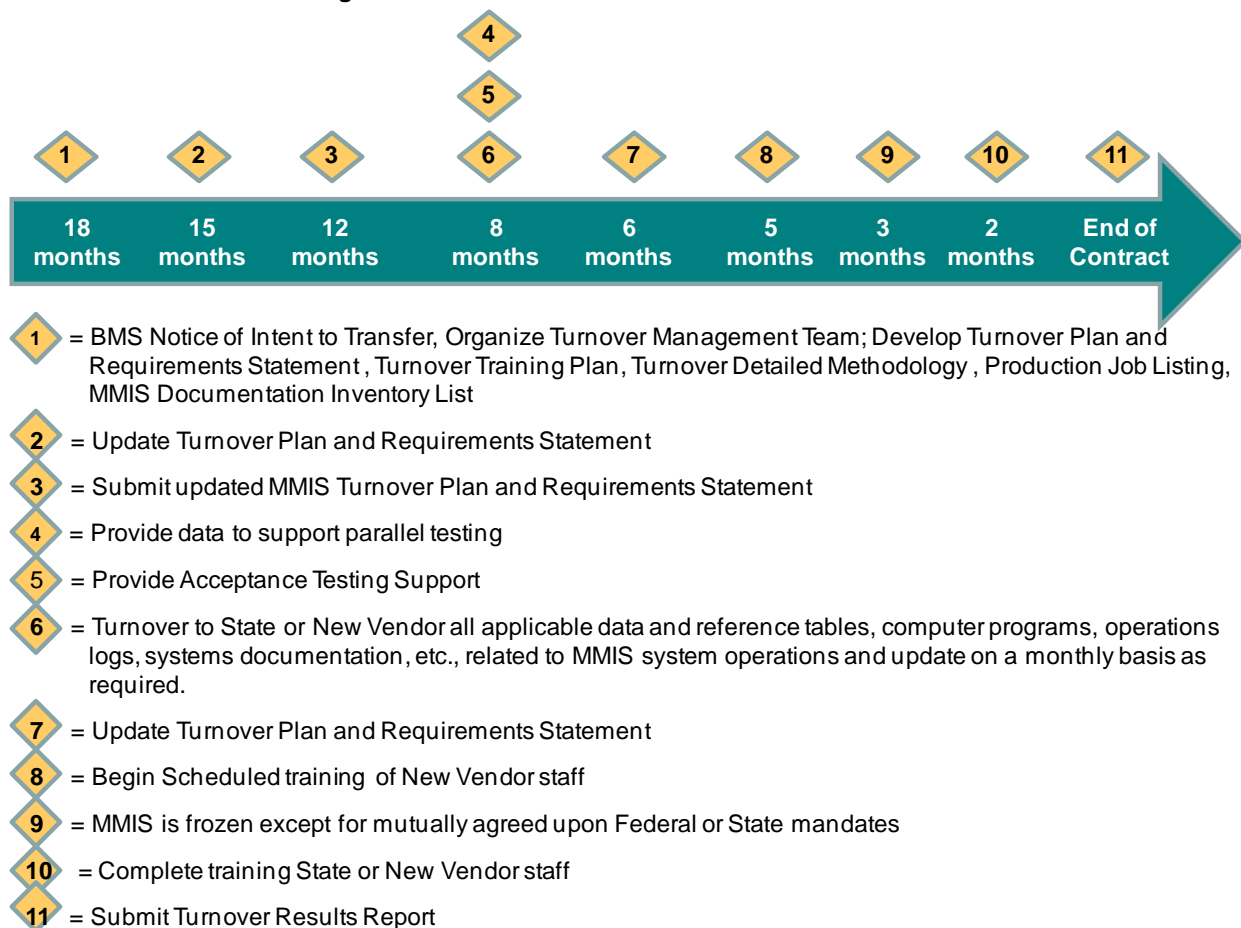 4
5
1 2 3 6 7 8 9 10 11
18 15 12 8 6 5 3 2 End of
months months months months months months months months Contract
1 = BMS Notice of Intent to Transfer, Organize Turnover Management Team; Develop Turnover Plan and
Requirements Statement , Turnover Training Plan, Turnover Detailed Methodology , Production Job Listing,
MMIS Documentation Inventory List
2 = Update Turnover Plan and Requirements Statement
3 = Submit updated MMIS Turnover Plan and Requirements Statement
4 = Provide data to support parallel testing
5 = Provide Acceptance Testing Support
6 = Turnover to State or New Vendor all applicable data and reference tables, computer programs, operations
logs, systems documentation, etc., related to MMIS system operations and update on a monthly basis as
required.
7 = Update Turnover Plan and Requirements Statement
8 = Begin Scheduled training of New Vendor staff
9 = MMIS is frozen except for mutually agreed upon Federal or State mandates
10 = Complete training State or New Vendor staff
11 = Submit Turnover Results Report